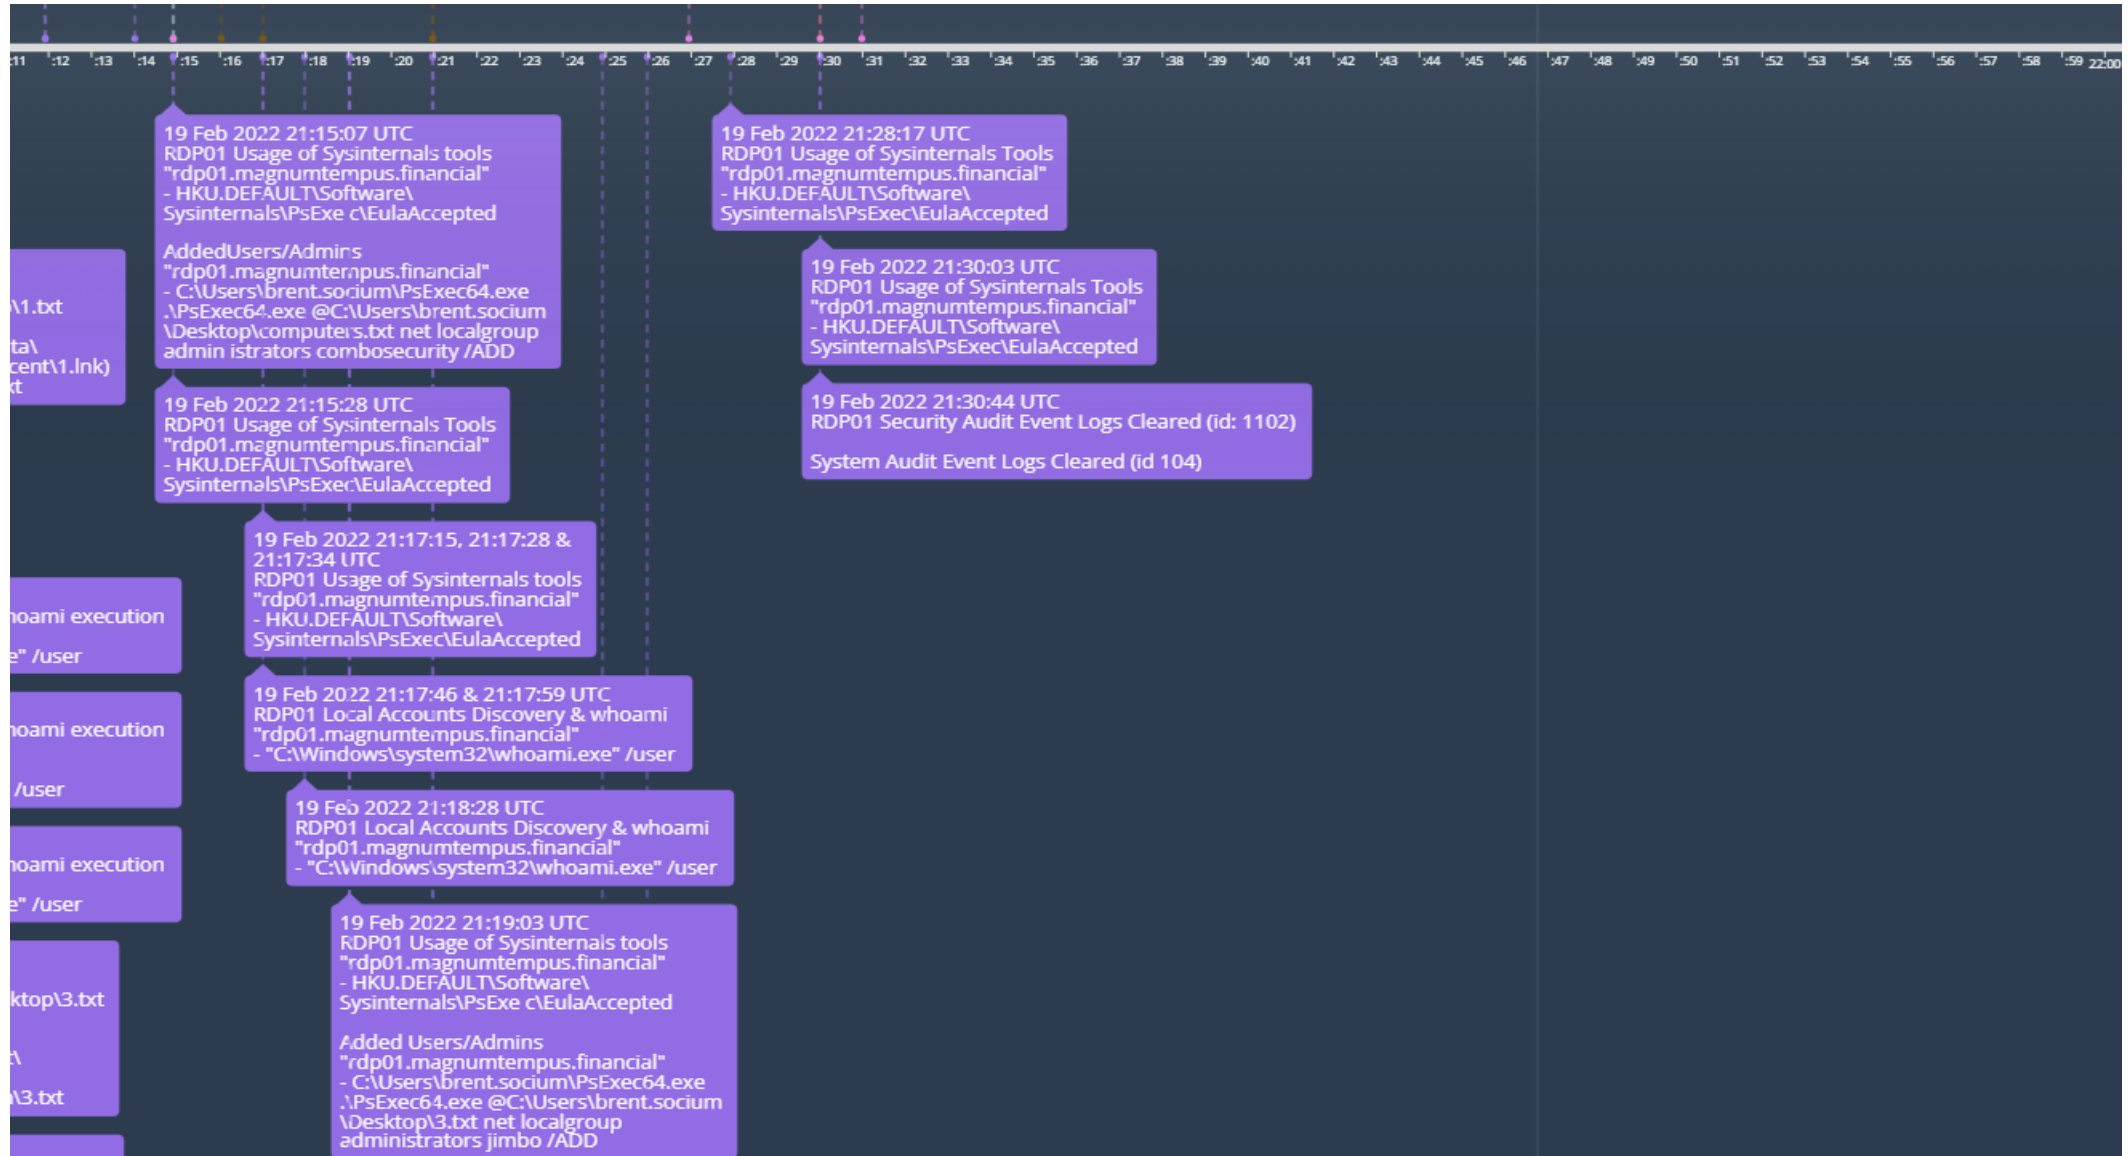 :11 :12 :13 :14 :15 :16 :17 :18 :19 :20 :21 :22 :23 :24 :25 :26 :27 :28 :29 :30 :31 :32 :33 :34 :35 :36 :37 :38 :39 :40 :41 :42 :43 :44 :45 :46 :47 :48 :49 :50 :51 :52 :53 :54 :55 :56 :57 :58 :59 22:00
\1.txt
ta\
cent\1.lnk)
xt
hoami execution
e" /user
hoami execution
/user
hoami execution
e" /user
ktop\3.txt
t\
\3.txt
19 Feb 2022 21:15:07 UTC
RDP01 Usage of Sysinternals tools
"rdp01.magnumtempus.financial"
- HKU.DEFAULT\Software\
Sysinternals\PsExe c\EulaAccepted
AddedUsers/Admins
"rdp01.magnumtempus.financial"
- C:\Users\brent.socium\PsExec64.exe
.\PsExec64.exe @C:\Users\brent.socium
\Desktop\computers.txt net localgroup
admin istrators combosecurity /ADD
19 Feb 2022 21:15:28 UTC
RDP01 Usage of Sysinternals Tools
"rdp01.magnumtempus.financial"
- HKU.DEFAULT\Software\
Sysinternals\PsExec\EulaAccepted
19 Feb 2022 21:17:15, 21:17:28 &
21:17:34 UTC
RDP01 Usage of Sysinternals tools
"rdp01.magnumtempus.financial"
- HKU.DEFAULT\Software\
Sysinternals\PsExec\EulaAccepted
19 Feb 2022 21:17:46 & 21:17:59 UTC
RDP01 Local Accounts Discovery & whoami
"rdp01.magnumtempus.financial"
- "C:\Windows\system32\whoami.exe" /user
19 Feb 2022 21:18:28 UTC
RDP01 Local Accounts Discovery & whoami
"rdp01.magnumtempus.financial"
- "C:\Windows\system32\whoami.exe" /user
19 Feb 2022 21:19:03 UTC
RDP01 Usage of Sysinternals tools
"rdp01.magnumtempus.financial"
- HKU.DEFAULT\Software\
Sysinternals\PsExe c\EulaAccepted
Added Users/Admins
"rdp01.magnumtempus.financial"
- C:\Users\brent.socium\PsExec64.exe
.\PsExec64.exe @C:\Users\brent.socium
\Desktop\3.txt net localgroup
administrators jimbo /ADD
19 Feb 2022 21:28:17 UTC
RDP01 Usage of Sysinternals Tools
"rdp01.magnumtempus.financial"
- HKU.DEFAULT\Software\
Sysinternals\PsExec\EulaAccepted
19 Feb 2022 21:30:03 UTC
RDP01 Usage of Sysinternals Tools
"rdp01.magnumtempus.financial"
- HKU.DEFAULT\Software\
Sysinternals\PsExec\EulaAccepted
19 Feb 2022 21:30:44 UTC
RDP01 Security Audit Event Logs Cleared (id: 1102)
System Audit Event Logs Cleared (id 104)